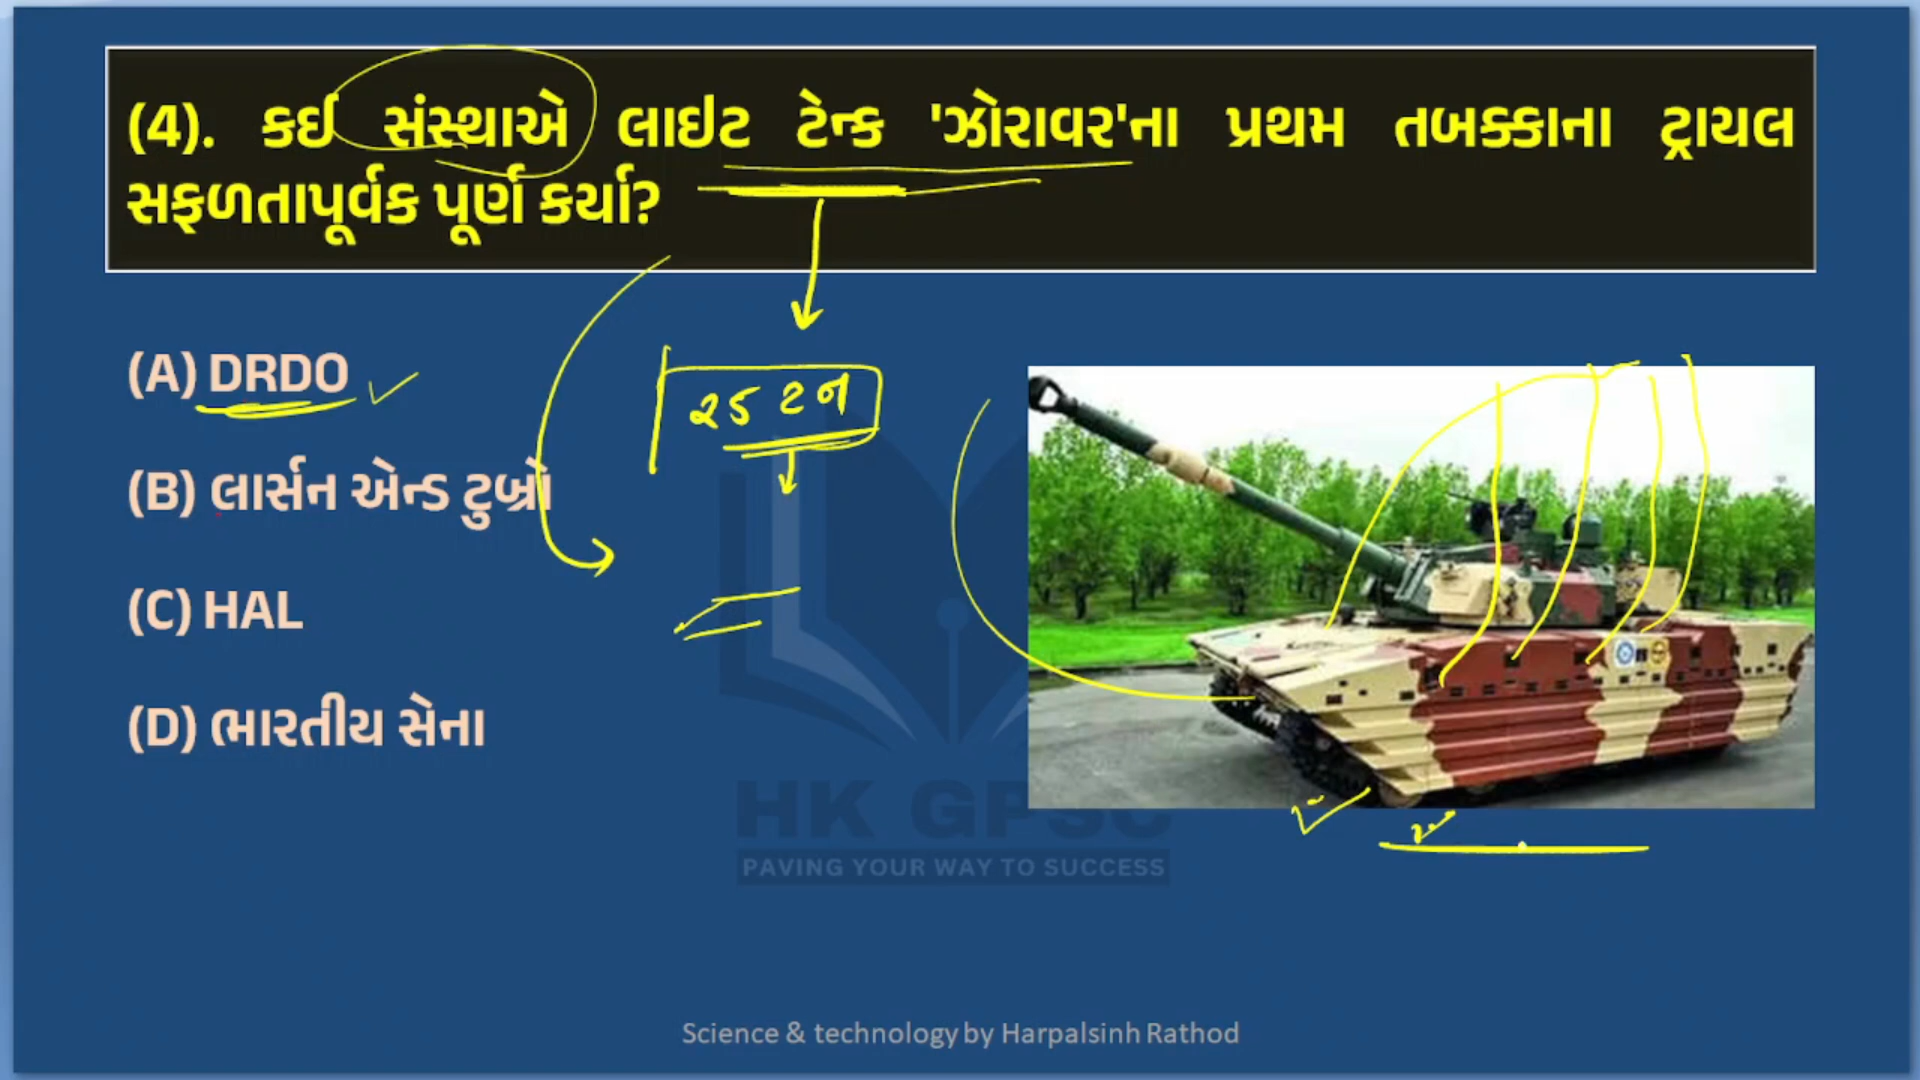 (4). કઈ સંસ્થાએ લાઇટ ટેન્ક 'ઝોરાવર'ના પ્રથમ તબક્કાના ટ્રાયલ
સફળતાપૂર્વક પૂર્ણ કર્યા?
(A) DRDO
૨૬ ટન
(B) લાર્સન એન્ડ ટુબ્રો
(C) HAL
(D) ભારતીય સેના
HK GPSC
PAVING YOUR WAY TO SUCCESS
Science & technology by Harpalsinh Rathod